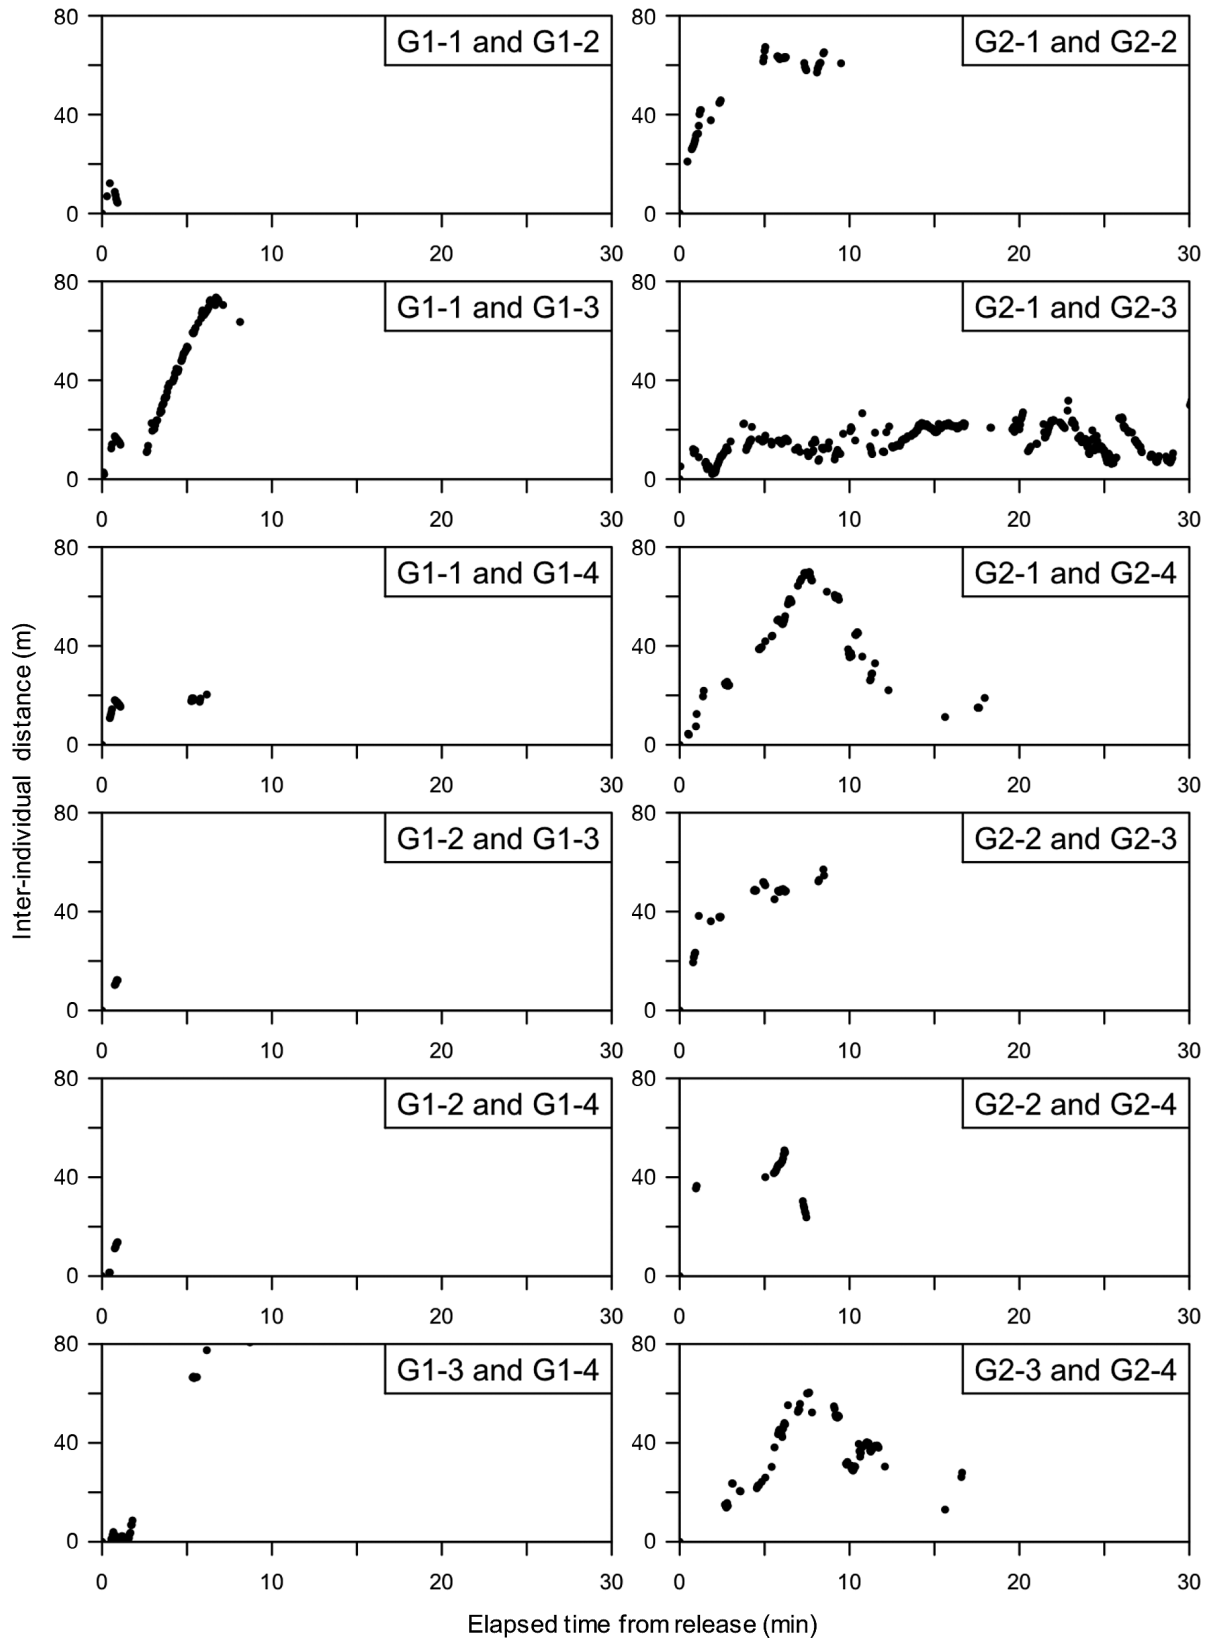 80
G1-1 and G1-2
40
0
0 10 20 30
80
G2-1 and G2-2
40
0
0 10 20 30
80
G1-1 and G1-3
40
0
0 10 20 30
80
G2-1 and G2-3
40
0
0 10 20 30
80
G1-1 and G1-4
40
0
0 10 20 30
80
G2-1 and G2-4
40
0
0 10 20 30
80
G1-2 and G1-3
40
0
0 10 20 30
80
G2-2 and G2-3
40
0
0 10 20 30
80
G1-2 and G1-4
40
0
0 10 20 30
80
G2-2 and G2-4
40
0
0 10 20 30
80
G1-3 and G1-4
40
0
0 10 20 30
80
G2-3 and G2-4
40
0
0 10 20 30
Inter-individual distance (m)
Elapsed time from release (min)